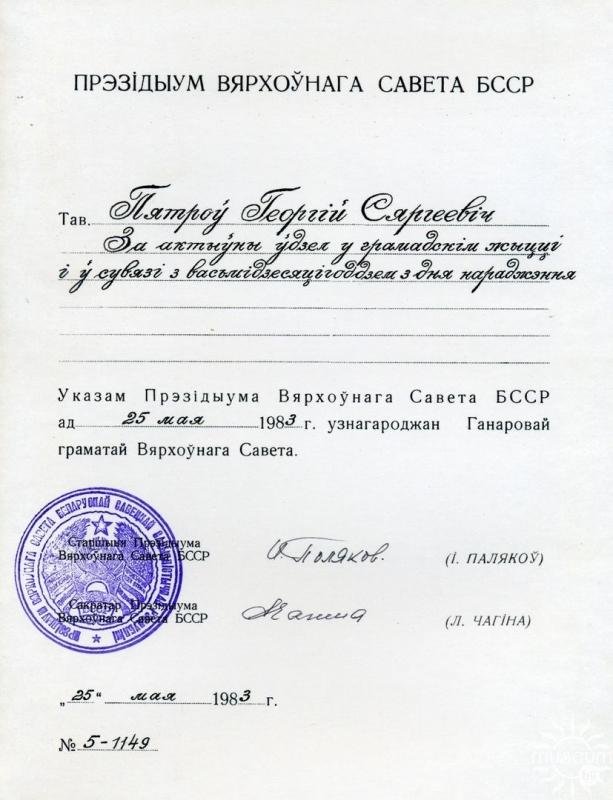 ПРЭЗІДЫУМ ВЯРХОЎНАГА САВЕТА БССР
Тав. Пятроў Георгій Сяргеевіч
За актыўны ўдзел у грамадскім жыцці
і ў сувязі з васьмідзесяцігоддзем з дня нараджэння
Указам Прэзідыума Вярхоўнага Савета БССР
ад 25 мая 1983 г. узнагароджан Ганаровай
граматай Вярхоўнага Савета.
Старшыня Прэзідыума
Вярхоўнага Савета БССР
І. Поляков.
(І. ПАЛЯКОЎ)
Сакратар Прэзідыума
Вярхоўнага Савета БССР
(Л. ЧАГІНА)
„25“ мая 1983 г.
№ 5-1149